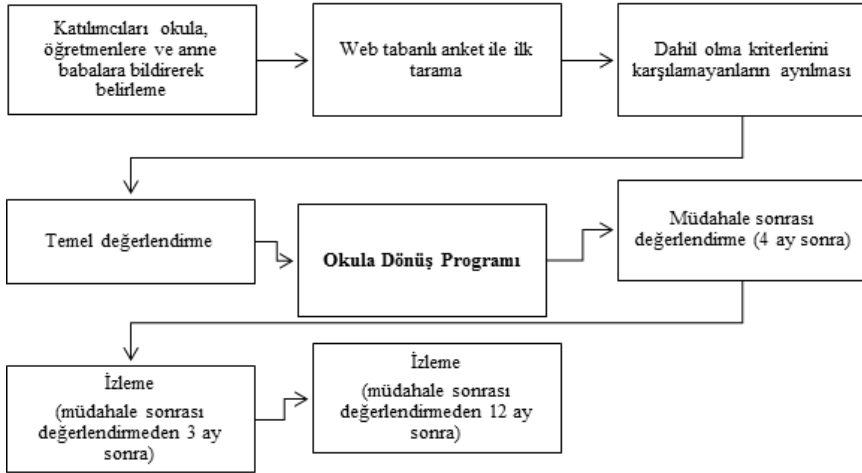 Katılımcıları okula,
öğretmenlere ve anne
babalara bildirerek
belirleme
Web tabanlı anket ile ilk
tarama
Dahil olma kriterlerini
karşılamayanların ayrılması
Temel değerlendirme
Okula Dönüş Programı
Müdahale sonrası
değerlendirme (4 ay sonra)
İzleme
(müdahale sonrası
değerlendirmeden 3 ay
sonra)
İzleme
(müdahale sonrası
değerlendirmeden 12 ay
sonra)